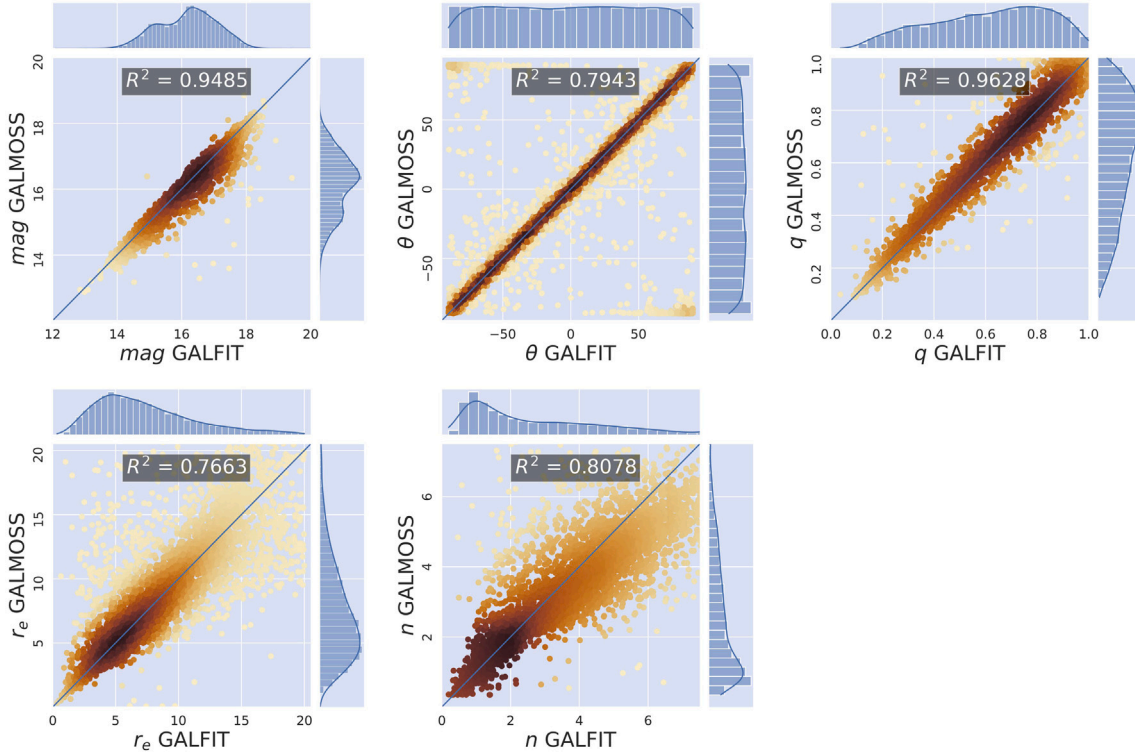 R² = 0.9485
mag GALMOSS
20
18
16
14
12 14 16 18 20
mag GALFIT
R² = 0.7943
θ GALMOSS
50
0
−50
−50 0 50
θ GALFIT
R² = 0.9628
q GALMOSS
1.0
0.8
0.6
0.4
0.2
0.0 0.2 0.4 0.6 0.8 1.0
q GALFIT
R² = 0.7663
rₑ GALMOSS
20
15
10
5
0 5 10 15 20
rₑ GALFIT
R² = 0.8078
n GALMOSS
6
4
2
0 2 4 6
n GALFIT